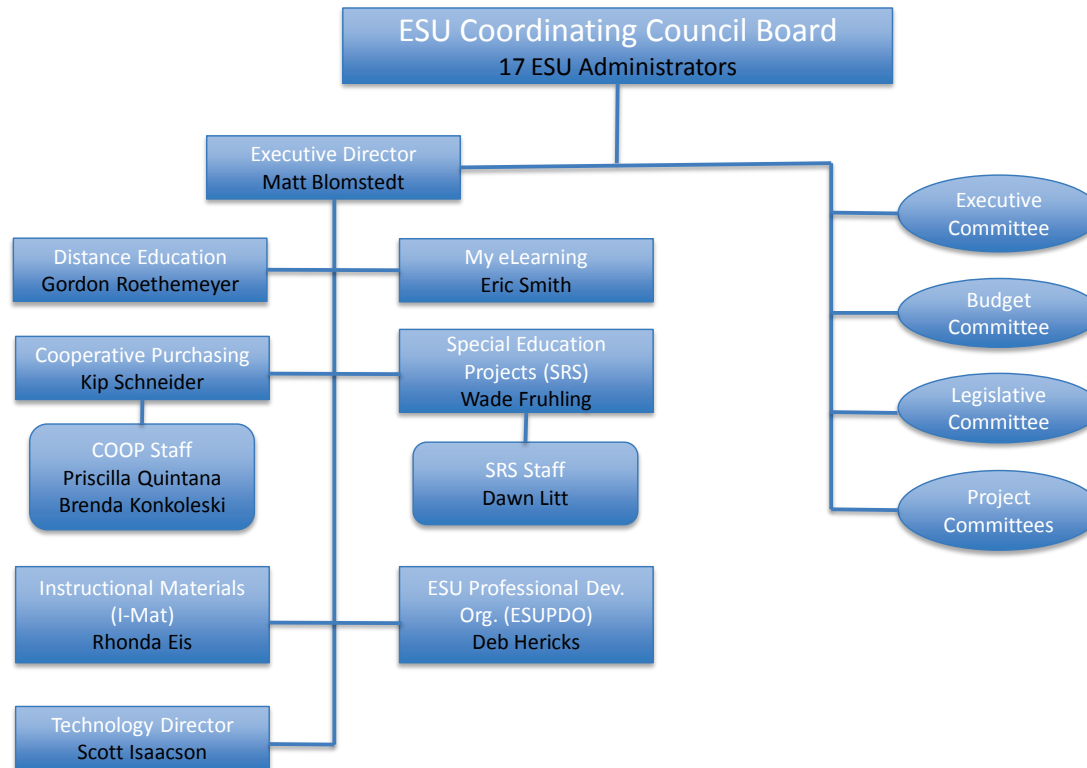 ESU Coordinating Council Board
17 ESU Administrators
Executive Director
Matt Blomstedt
Executive
Committee
Distance Education
Gordon Roethemeyer
My eLearning
Eric Smith
Budget
Committee
Cooperative Purchasing
Kip Schneider
Special Education
Projects (SRS)
Wade Fruhling
Legislative
Committee
COOP Staff
Priscilla Quintana
Brenda Konkoleski
SRS Staff
Dawn Litt
Project
Committees
Instructional Materials
(I-Mat)
Rhonda Eis
ESU Professional Dev.
Org. (ESUPDO)
Deb Hericks
Technology Director
Scott Isaacson